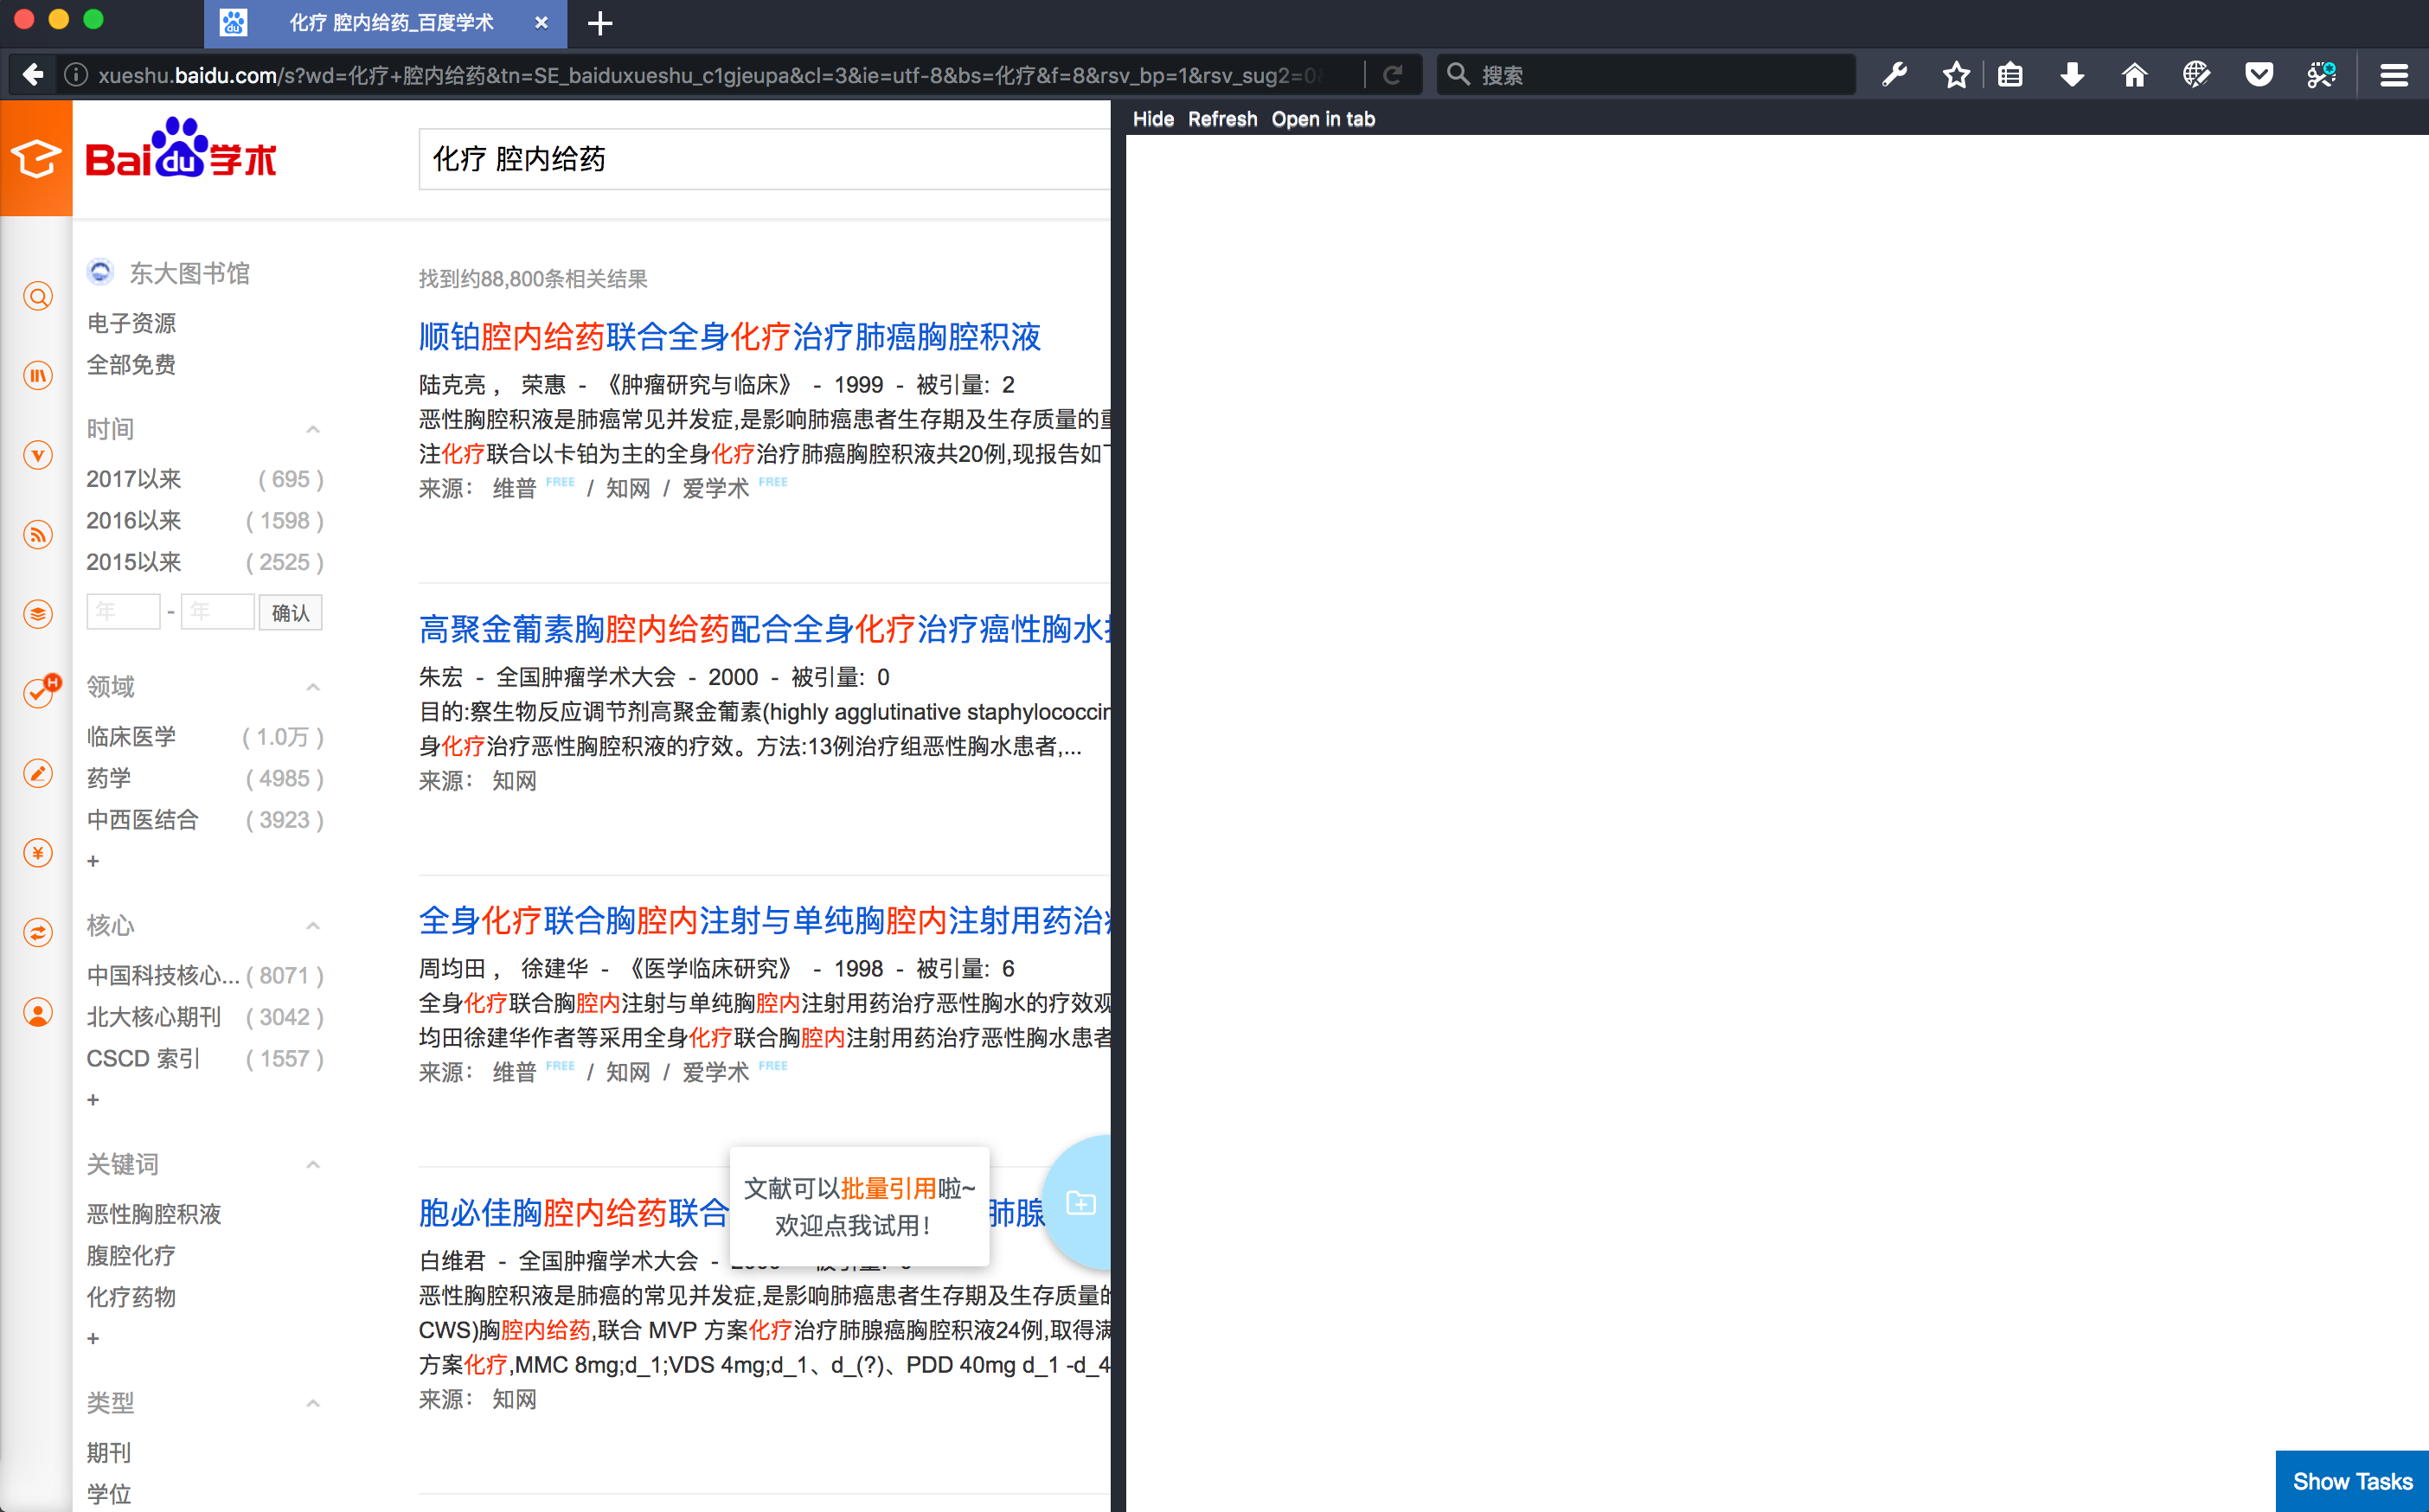 化疗 腔内给药_百度学术
xueshu.baidu.com/s?wd=化疗+腔内给药&tn=SE_baiduxueshu_c1gjeupa&cl=3&ie=utf-8&bs=化疗&f=8&rsv_bp=1&rsv_sug2=0
搜索
Hide Refresh Open in tab
Bai du 学术
化疗 腔内给药
东大图书馆
电子资源
全部免费
时间
2017以来 ( 695 )
2016以来 ( 1598 )
2015以来 ( 2525 )
年 - 年 确认
领域
临床医学 ( 1.0万 )
药学 ( 4985 )
中西医结合 ( 3923 )
+
核心
中国科技核心... ( 8071 )
北大核心期刊 ( 3042 )
CSCD 索引 ( 1557 )
+
关键词
恶性胸腔积液
腹腔化疗
化疗药物
+
类型
期刊
学位
找到约88,800条相关结果
顺铂腔内给药联合全身化疗治疗肺癌胸腔积液
陆克亮， 荣惠 - 《肿瘤研究与临床》 - 1999 - 被引量: 2
恶性胸腔积液是肺癌常见并发症,是影响肺癌患者生存期及生存质量的重
注化疗联合以卡铂为主的全身化疗治疗肺癌胸腔积液共20例,现报告如下
来源： 维普 FREE / 知网 / 爱学术 FREE
高聚金葡素胸腔内给药配合全身化疗治疗癌性胸水
朱宏 - 全国肿瘤学术大会 - 2000 - 被引量: 0
目的:察生物反应调节剂高聚金葡素(highly agglutinative staphylococcin
身化疗治疗恶性胸腔积液的疗效。方法:13例治疗组恶性胸水患者,...
来源： 知网
全身化疗联合胸腔内注射与单纯胸腔内注射用药治疗
周均田， 徐建华 - 《医学临床研究》 - 1998 - 被引量: 6
全身化疗联合胸腔内注射与单纯胸腔内注射用药治疗恶性胸水的疗效观
均田徐建华作者等采用全身化疗联合胸腔内注射用药治疗恶性胸水患者
来源： 维普 FREE / 知网 / 爱学术 FREE
胞必佳胸腔内给药联合 肺腺
白维君 - 全国肿瘤学术大会 -
恶性胸腔积液是肺癌的常见并发症,是影响肺癌患者生存期及生存质量的
CWS)胸腔内给药,联合 MVP 方案化疗治疗肺腺癌胸腔积液24例,取得满
方案化疗,MMC 8mg;d_1;VDS 4mg;d_1、d_(?)、PDD 40mg d_1 -d_4
来源： 知网
文献可以批量引用啦~
欢迎点我试用！
Show Tasks